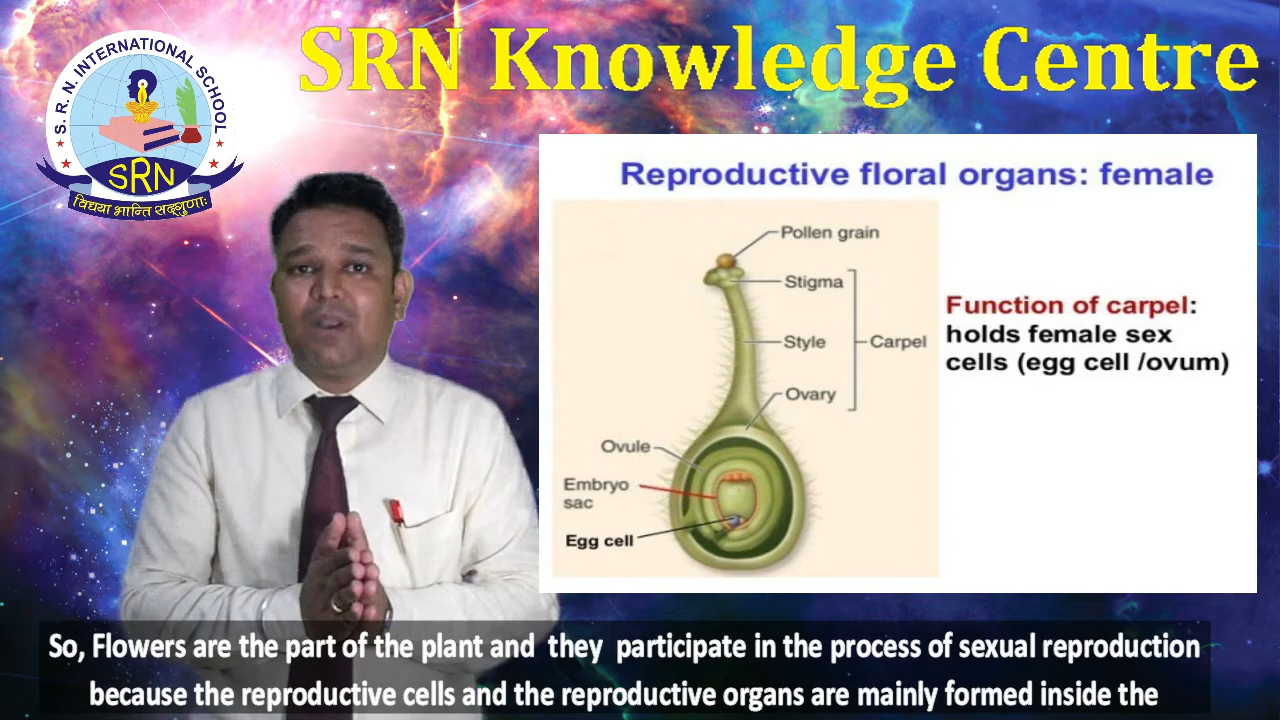 SRN Knowledge Centre
S. R. N. INTERNATIONAL SCHOOL
SRN
विद्यया भान्ति सद्गुणाः
Reproductive floral organs: female
Pollen grain
Stigma
Style
Carpel
Ovary
Ovule
Embryo
sac
Egg cell
Function of carpel:
holds female sex
cells (egg cell /ovum)
So, Flowers are the part of the plant and they participate in the process of sexual reproduction
because the reproductive cells and the reproductive organs are mainly formed inside the